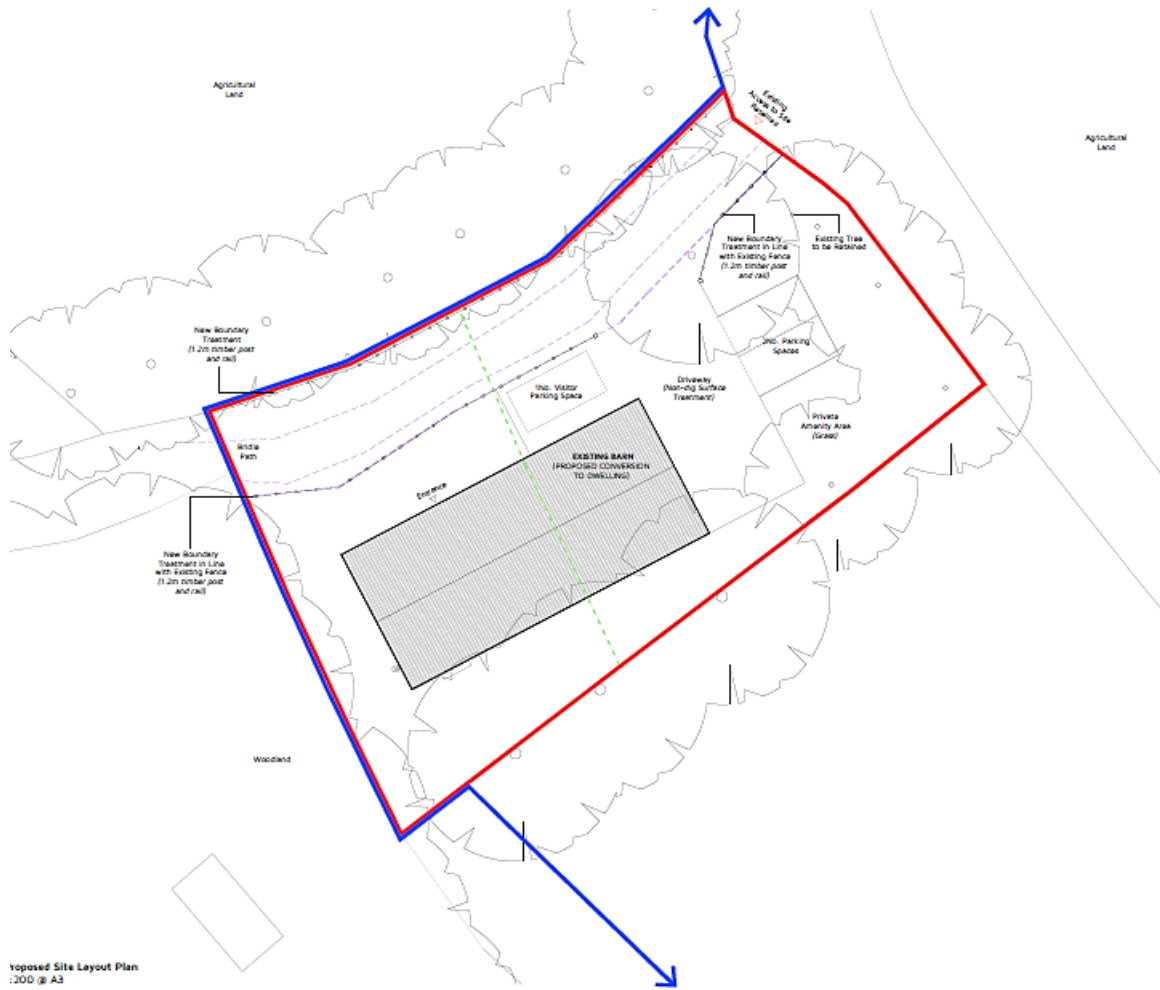 Agricultural
Land
Existing
Access to Site
Retained
Agricultural
Land
New Boundary
Treatment in Line
with Existing Fence
(1.2m timber post
and rail)
Existing Tree
to be Retained
New Boundary
Treatment
(1.2m timber post
and rail)
2No. Parking
Spaces
1No. Visitor
Parking Space
Driveway
(Non-dig Surface
Treatment)
Private
Amenity Area
(Grass)
Bridle
Path
EXISTING BARN
(PROPOSED CONVERSION
TO DWELLING)
Entrance
New Boundary
Treatment in Line
with Existing Fence
(1.2m timber post
and rail)
Woodland
roposed Site Layout Plan
:200 @ A3